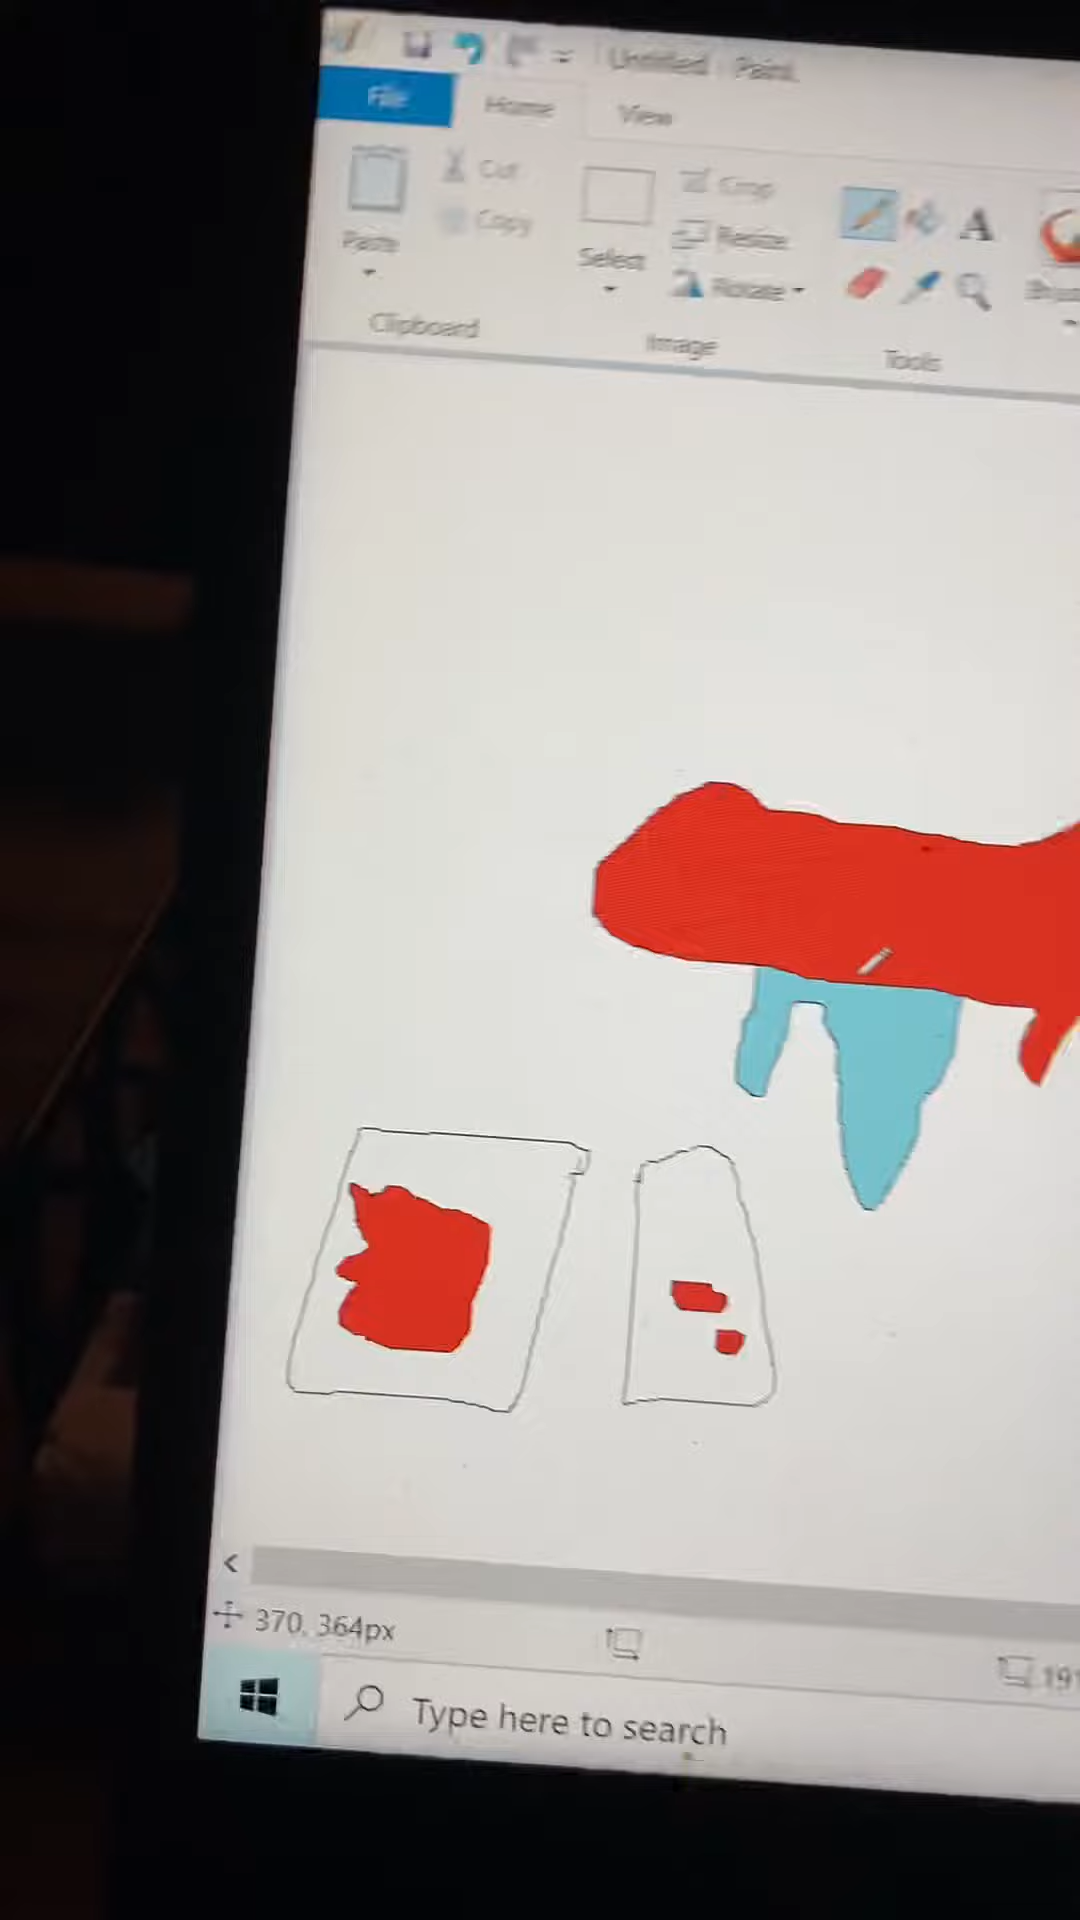 Untitled - Paint
File Home View
Cut
Crop
Copy
Resize
Paste
Select
Rotate
Clipboard
Image
Tools
370, 364px
191
Type here to search